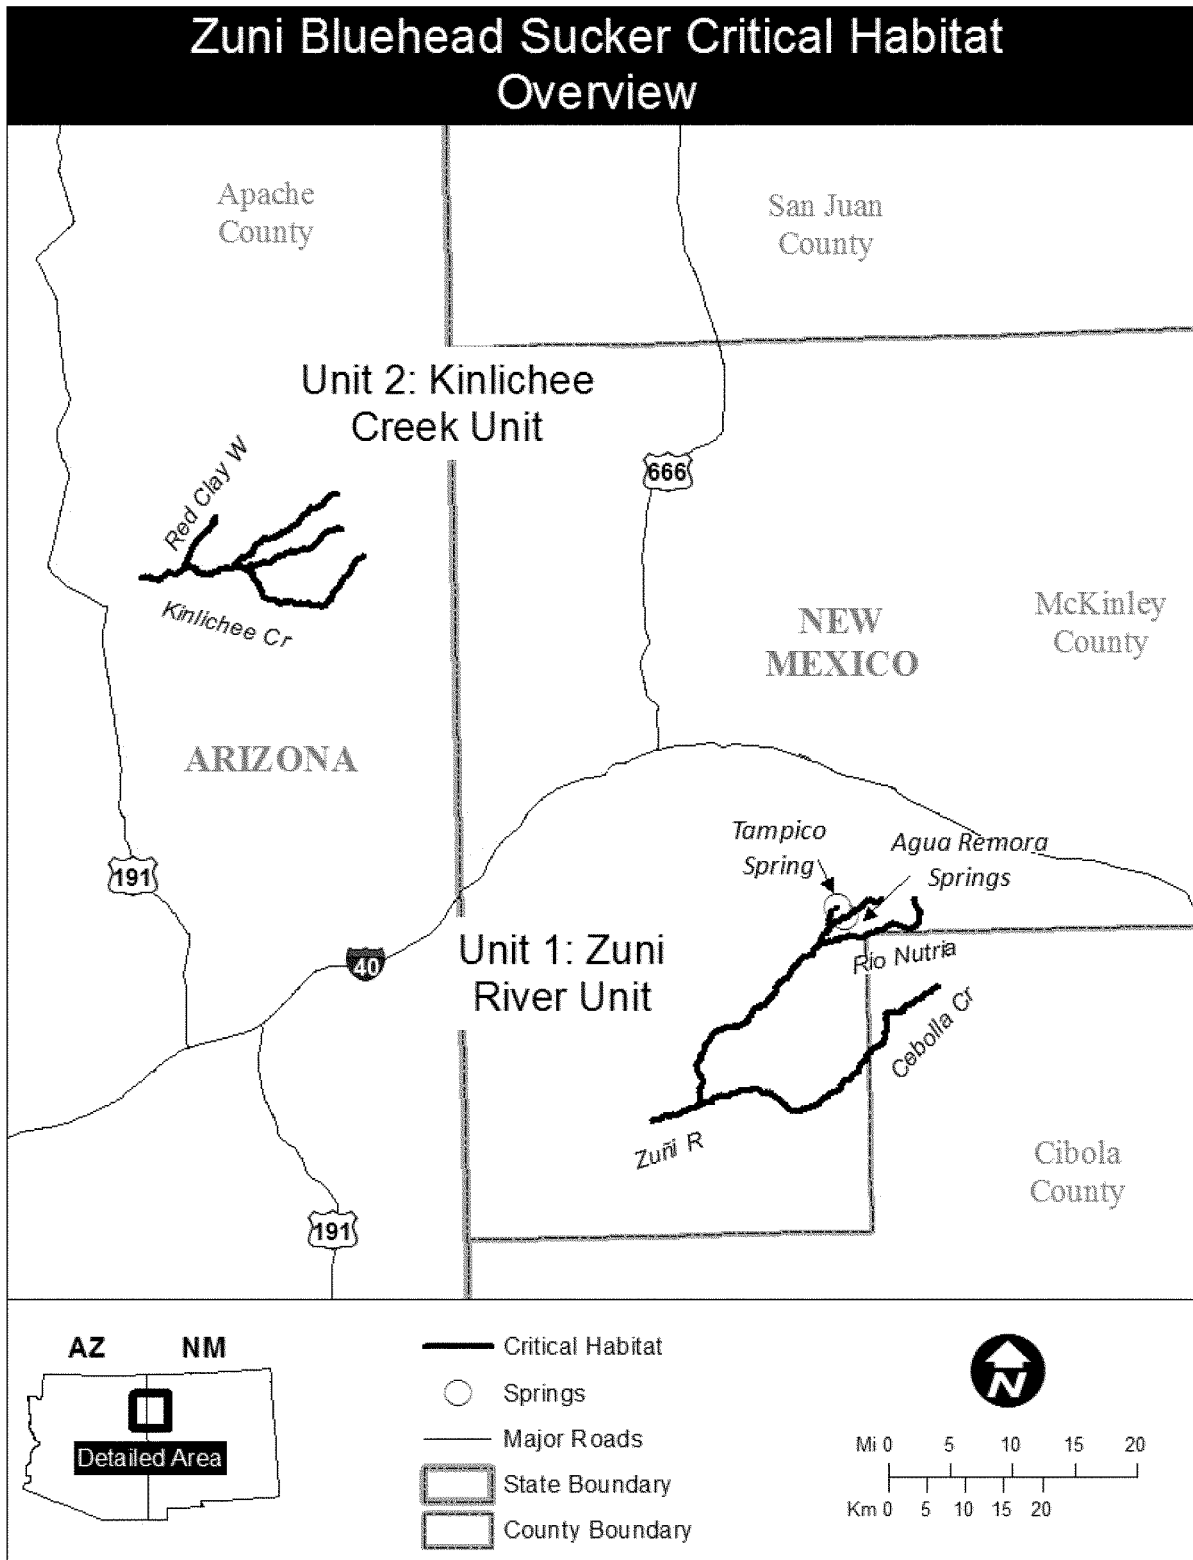 Zuni Bluehead Sucker Critical Habitat
Overview
Apache
County
San Juan
County
Unit 2: Kinlichee
Creek Unit
Red Clay W
666
Kinlichee Cr
NEW
MEXICO
McKinley
County
ARIZONA
Tampico
Spring
Agua Remora
Springs
191
Unit 1: Zuni
River Unit
40
Rio Nutria
Cebolla Cr
Zuñi R
Cibola
County
191
AZ NM
Detailed Area
Critical Habitat
Springs
Major Roads
State Boundary
County Boundary
N
Mi 0 5 10 15 20
Km 0 5 10 15 20